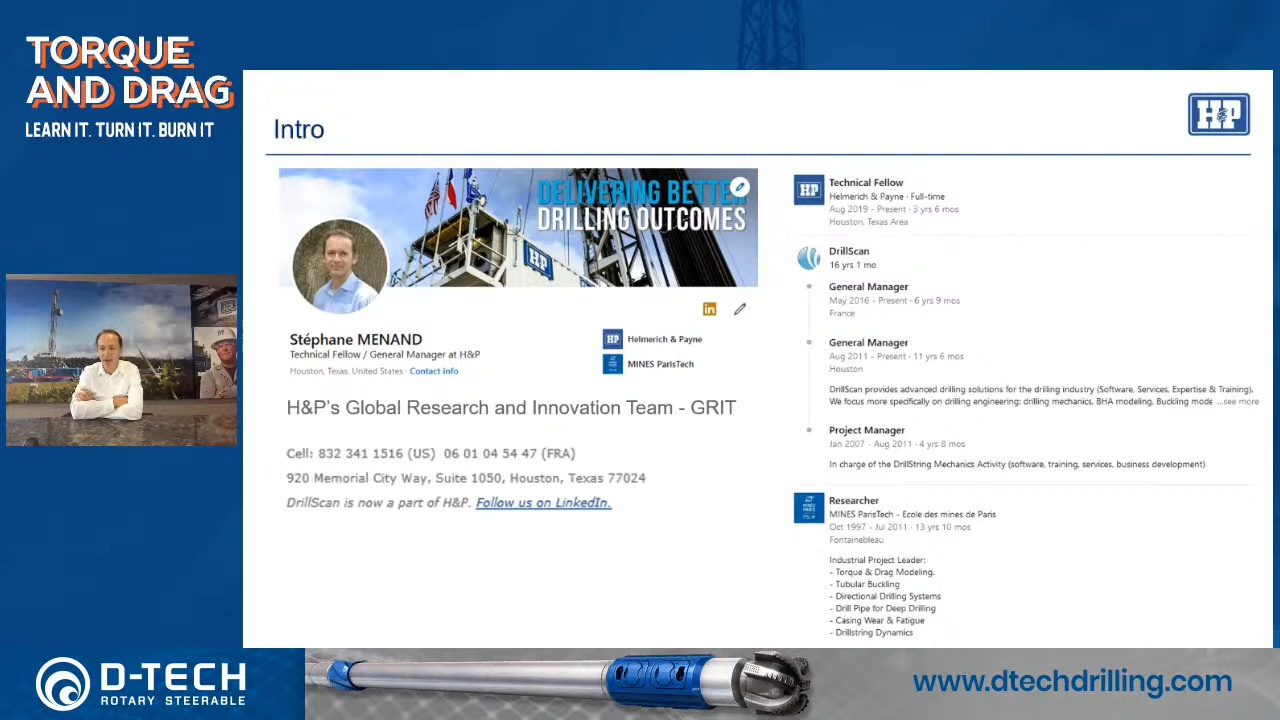 TORQUE
AND DRAG
LEARN IT. TURN IT. BURN IT
Intro
H&P
DELIVERING BETTER
DRILLING OUTCOMES
H&P
Stéphane MENAND
Technical Fellow / General Manager at H&P
Houston, Texas, United States · Contact info
in
HP Helmerich & Payne
MINES ParisTech
H&P's Global Research and Innovation Team - GRIT
Cell: 832 341 1516 (US) 06 01 04 54 47 (FRA)
920 Memorial City Way, Suite 1050, Houston, Texas 77024
DrillScan is now a part of H&P. Follow us on LinkedIn.
HP
Technical Fellow
Helmerich & Payne · Full-time
Aug 2019 - Present · 3 yrs 6 mos
Houston, Texas Area
DrillScan
16 yrs 1 mo
General Manager
May 2016 - Present · 6 yrs 9 mos
France
General Manager
Aug 2011 - Present · 11 yrs 6 mos
Houston
DrillScan provides advanced drilling solutions for the drilling industry (Software, Services, Expertise & Training).
We focus more specifically on drilling engineering: drilling mechanics, BHA modeling, Buckling mode ...see more
Project Manager
Jan 2007 - Aug 2011 · 4 yrs 8 mos
In charge of the DrillString Mechanics Activity (software, training, services, business development)
Researcher
MINES ParisTech - Ecole des mines de Paris
Oct 1997 - Jul 2011 · 13 yrs 10 mos
Fontainebleau
Industrial Project Leader:
- Torque & Drag Modeling.
- Tubular Buckling
- Directional Drilling Systems
- Drill Pipe for Deep Drilling
- Casing Wear & Fatigue
- Drillstring Dynamics
D-TECH
ROTARY STEERABLE
www.dtechdrilling.com